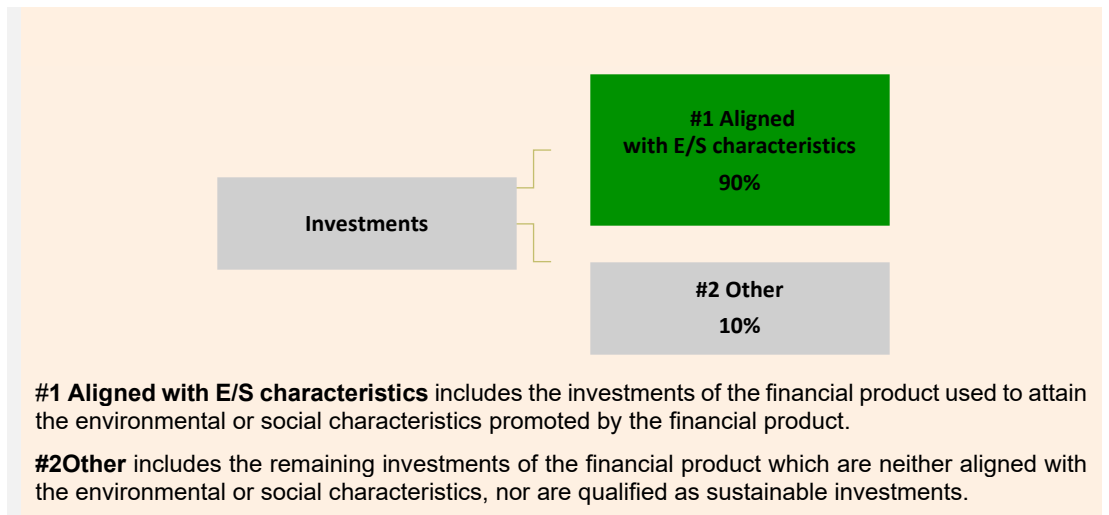 #1 Aligned
with E/S characteristics
90%
Investments
#2 Other
10%
#1 Aligned with E/S characteristics includes the investments of the financial product used to attain
the environmental or social characteristics promoted by the financial product.
#2Other includes the remaining investments of the financial product which are neither aligned with
the environmental or social characteristics, nor are qualified as sustainable investments.